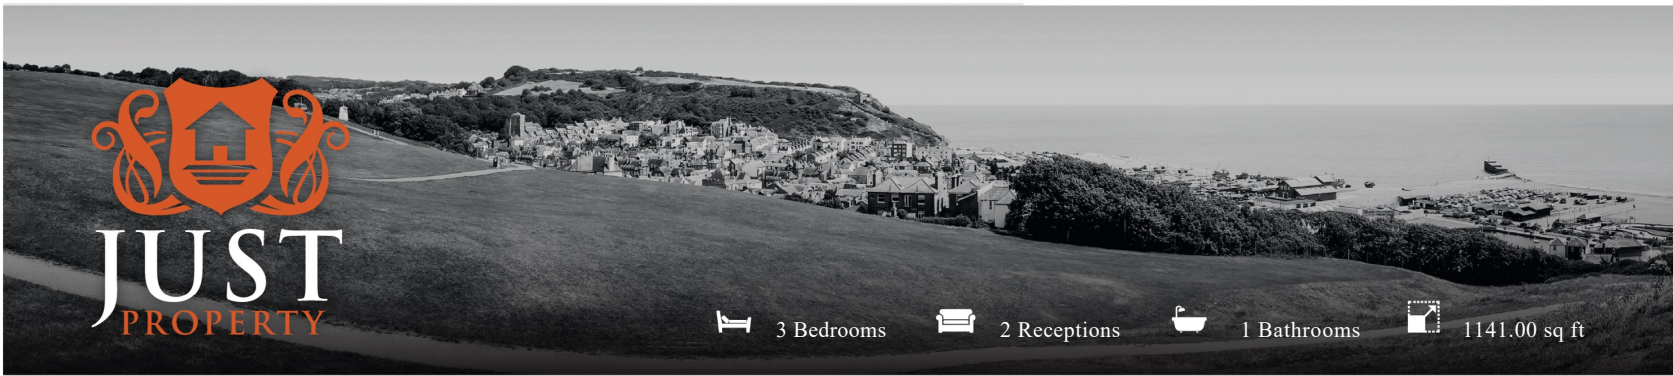 JUST
PROPERTY
3 Bedrooms
2 Receptions
1 Bathrooms
1141.00 sq ft